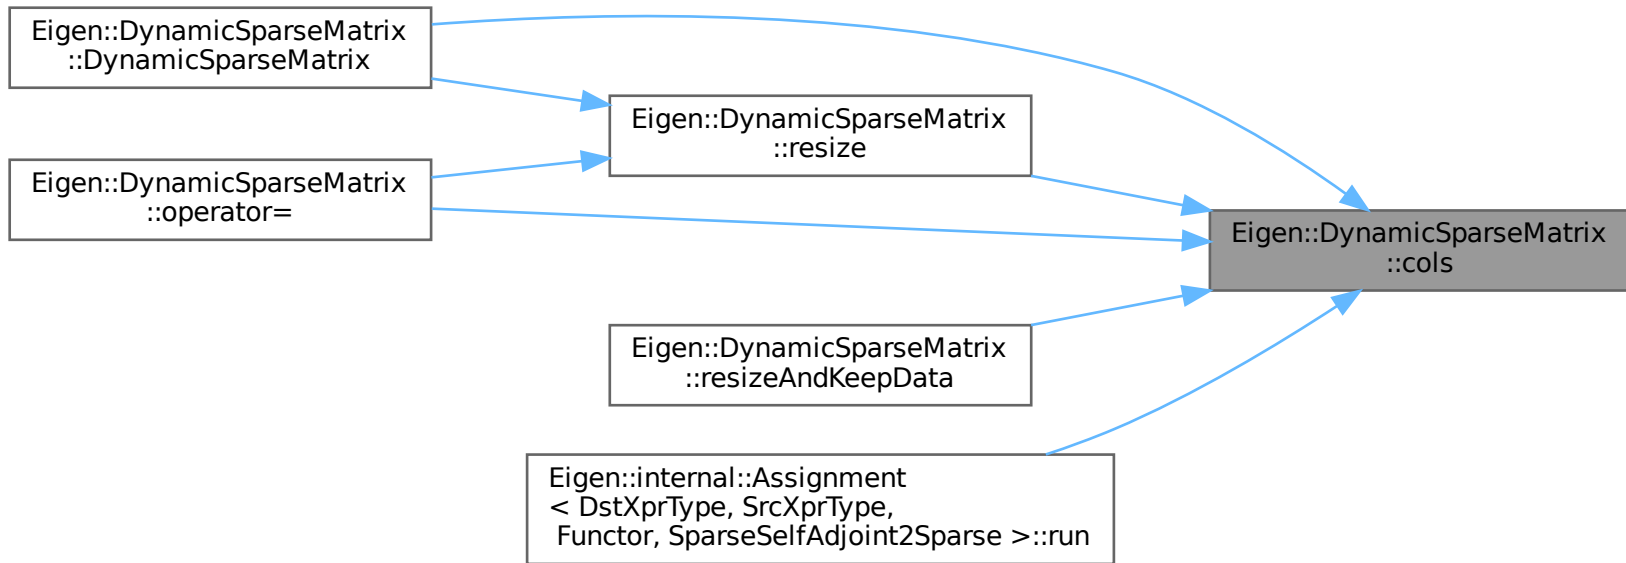 Eigen::DynamicSparseMatrix
::DynamicSparseMatrix
Eigen::DynamicSparseMatrix
::resize
Eigen::DynamicSparseMatrix
::operator=
Eigen::DynamicSparseMatrix
::cols
Eigen::DynamicSparseMatrix
::resizeAndKeepData
Eigen::internal::Assignment
< DstXprType, SrcXprType,
Functor, SparseSelfAdjoint2Sparse >::run